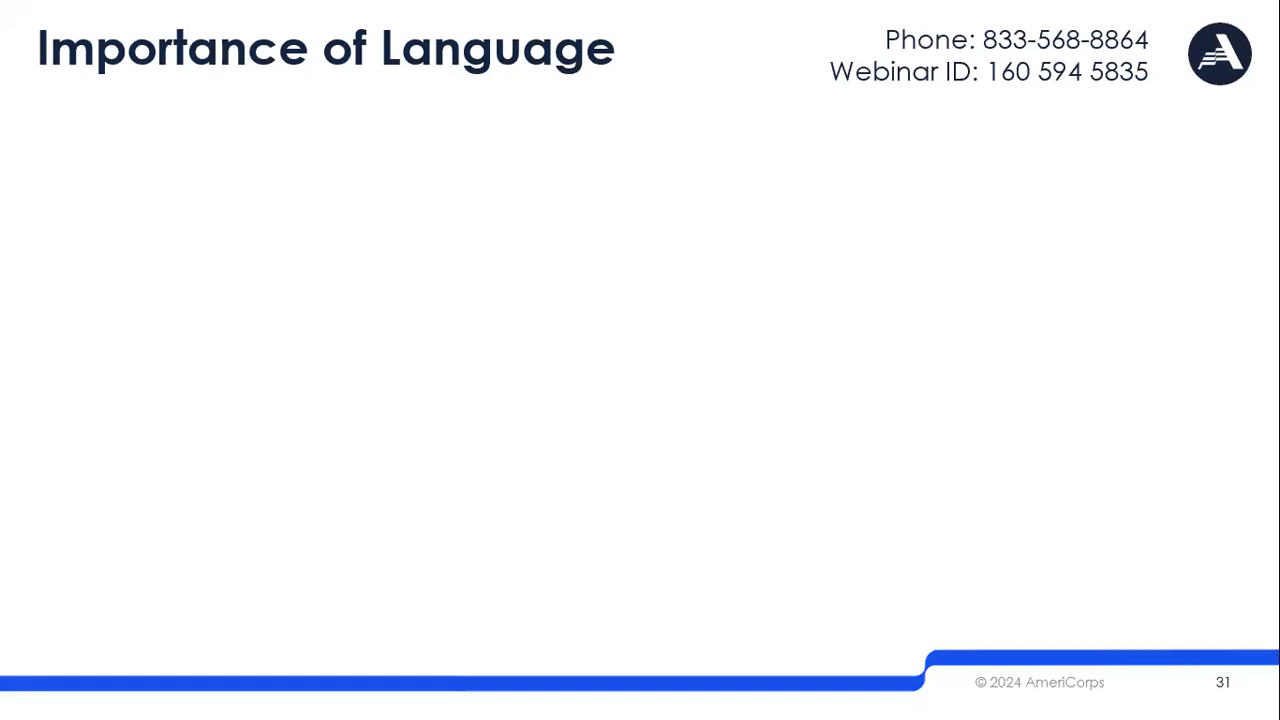 Importance of Language
Phone: 833-568-8864
Webinar ID: 160 594 5835
© 2024 AmeriCorps
31